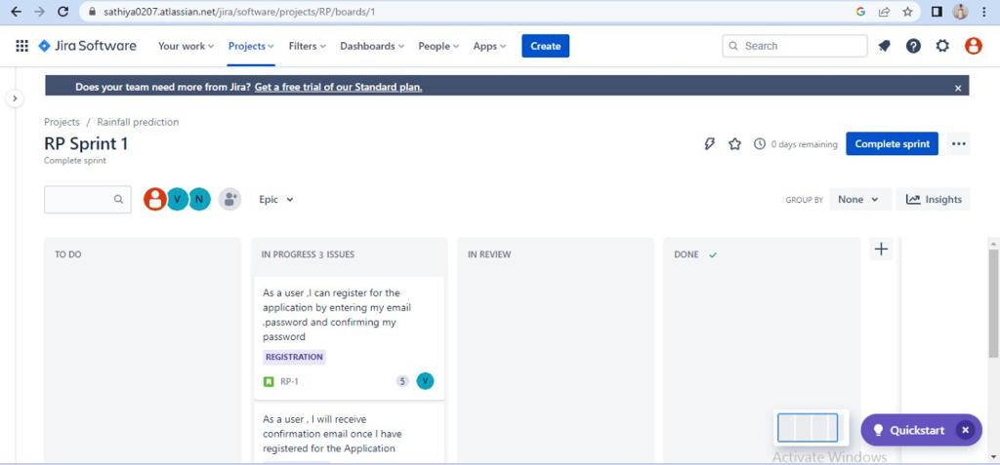 sathiya0207.atlassian.net/jira/software/projects/RP/boards/1
Jira Software Your work Projects Filters Dashboards People Apps Create Search
Does your team need more from Jira? Get a free trial of our Standard plan.
Projects / Rainfall prediction
RP Sprint 1
Complete sprint
0 days remaining Complete sprint
V N Epic GROUP BY None Insights
TO DO IN PROGRESS 3 ISSUES IN REVIEW DONE
As a user ,I can register for the
application by entering my email
,password and confirming my
password
REGISTRATION
RP-1 5 V
As a user , I will receive
confirmation email once I have
registered for the Application
Quickstart
Activate Windows